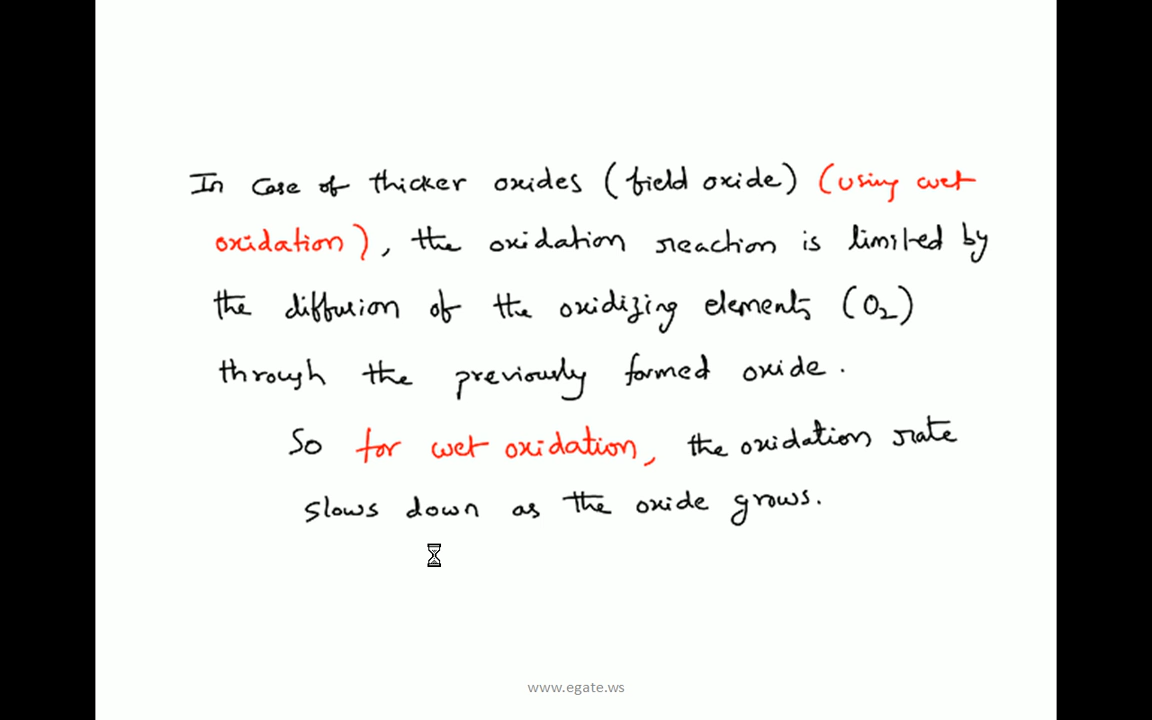 In case of thicker oxides (field oxide) (using wet
oxidation), the oxidation reaction is limited by
the diffusion of the oxidizing elements (O₂)
through the previously formed oxide.
So for wet oxidation, the oxidation rate
slows down as the oxide grows.
www.egate.ws